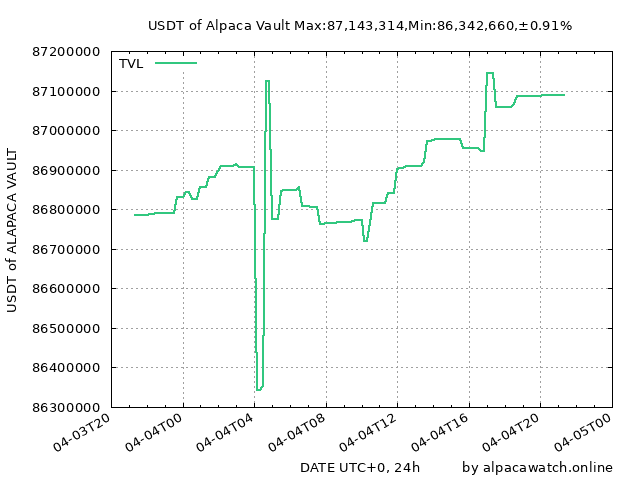 USDT of Alpaca Vault Max:87,143,314,Min:86,342,660,±0.91%
TVL
87200000
87100000
87000000
86900000
86800000
86700000
86600000
86500000
86400000
86300000
USDT of ALAPACA VAULT
04-03T20
04-04T00
04-04T04
04-04T08
04-04T12
04-04T16
04-04T20
04-05T00
DATE UTC+0, 24h
by alpacawatch.online